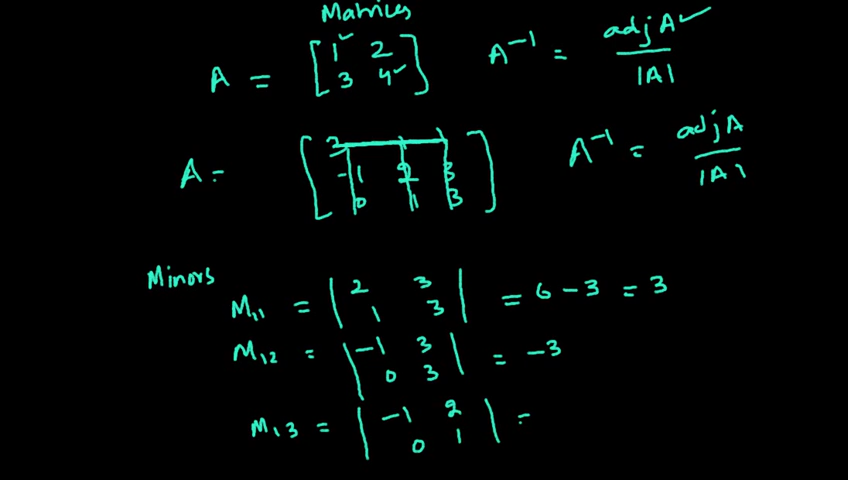 Matrices
A = [ 1 2 ] A⁻¹ = adj A
3 4 |A|
A = [ 2 1 1 ] A⁻¹ = adj A
-1 2 3 |A|
0 1 3
Minors
M₁₁ = | 2 3 | = 6 - 3 = 3
1 3
M₁₂ = | -1 3 | = -3
0 3
M₁₃ = | -1 2 | =
0 1